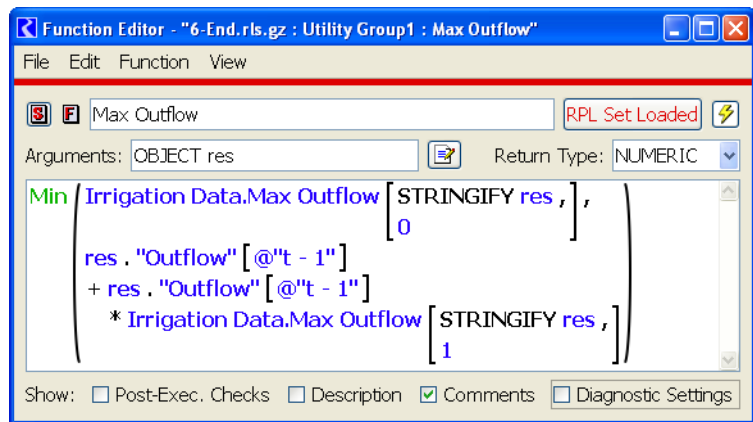 Function Editor - "6-End.rls.gz : Utility Group1 : Max Outflow"
File Edit Function View
S F Max Outflow RPL Set Loaded
Arguments: OBJECT res Return Type: NUMERIC
Min ( Irrigation Data.Max Outflow [ STRINGIFY res , ] ,
0
res . "Outflow" [ @"t - 1" ]
+ res . "Outflow" [ @"t - 1" ]
* Irrigation Data.Max Outflow [ STRINGIFY res , ] )
1
Show: Post-Exec. Checks Description Comments Diagnostic Settings